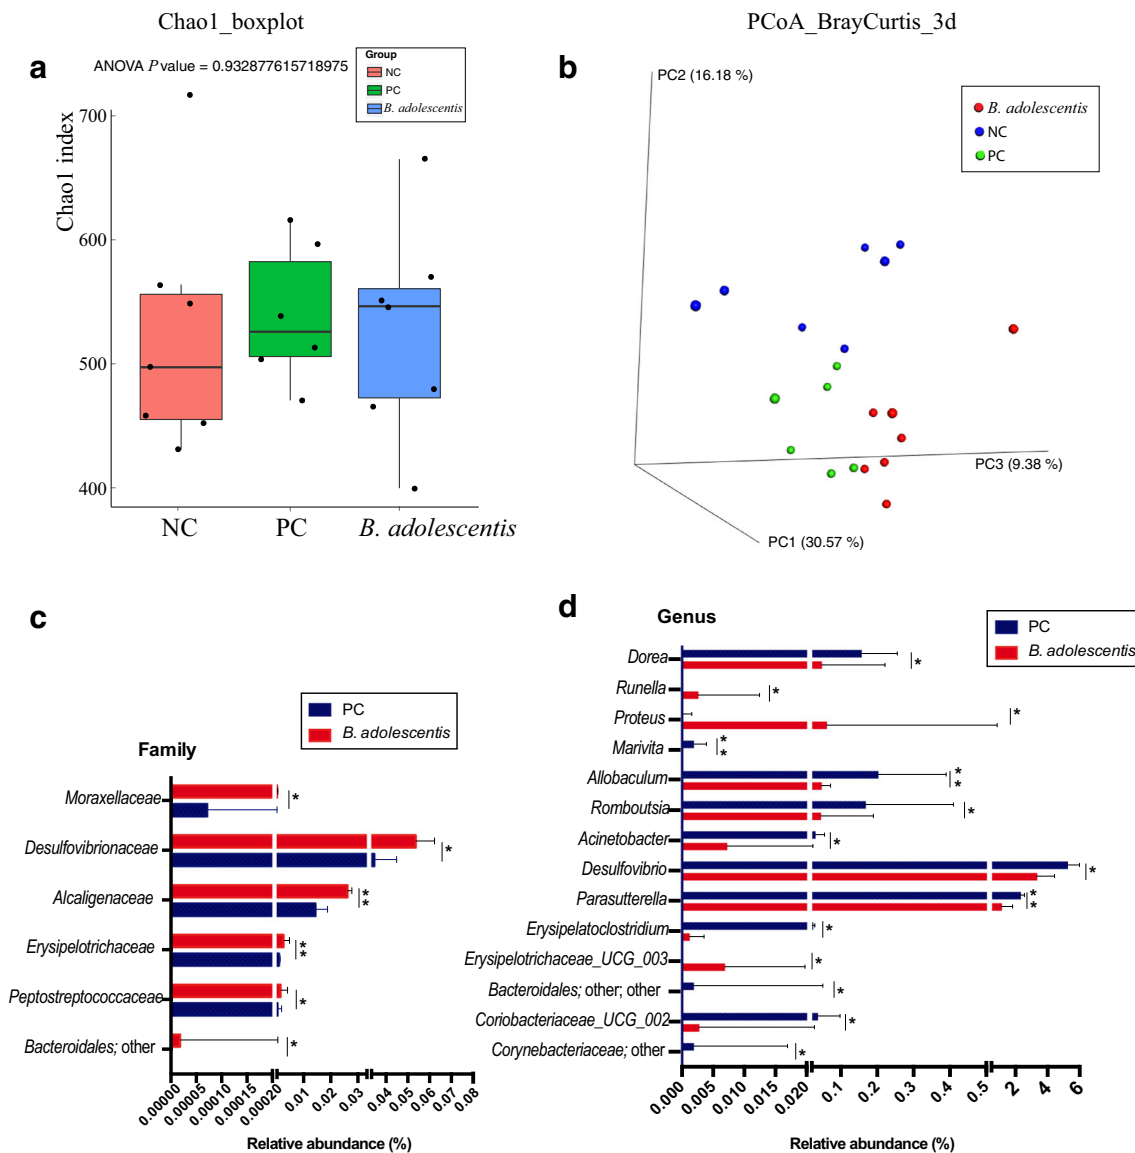 Chao1_boxplot
PCoA_BrayCurtis_3d
a
ANOVA P value = 0.932877615718975
Group
NC
PC
B. adolescentis
Chao1 index
700
600
500
400
NC
PC
B. adolescentis
b
PC2 (16.18 %)
B. adolescentis
NC
PC
PC3 (9.38 %)
PC1 (30.57 %)
c
PC
B. adolescentis
Family
Moraxellaceae
*
Desulfovibrionaceae
*
Alcaligenaceae
**
Erysipelotrichaceae
**
Peptostreptococcaceae
*
Bacteroidales; other
*
0.00000
0.00005
0.00010
0.00015
0.00020
0.01
0.02
0.03
0.04
0.05
0.06
0.07
0.08
Relative abundance (%)
d
Genus
PC
B. adolescentis
Dorea
*
Runella
*
Proteus
*
Marivita
**
Allobaculum
**
Romboutsia
*
Acinetobacter
*
Desulfovibrio
*
Parasutterella
**
Erysipelatoclostridium
*
Erysipelotrichaceae_UCG_003
*
Bacteroidales; other; other
*
Coriobacteriaceae_UCG_002
*
Corynebacteriaceae; other
*
0.000
0.005
0.010
0.015
0.020
0.1
0.2
0.3
0.4
0.5
2
4
6
Relative abundance (%)